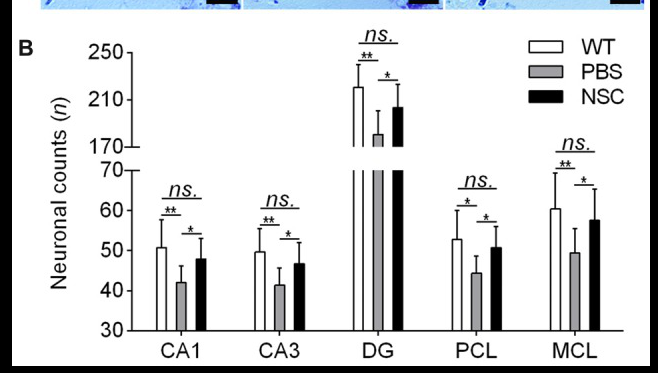 B
Neuronal counts (n)
250
210
170
70
60
50
40
30
WT
PBS
NSC
ns.
** *
ns.
** *
ns.
** *
ns.
* *
ns.
** *
CA1 CA3 DG PCL MCL